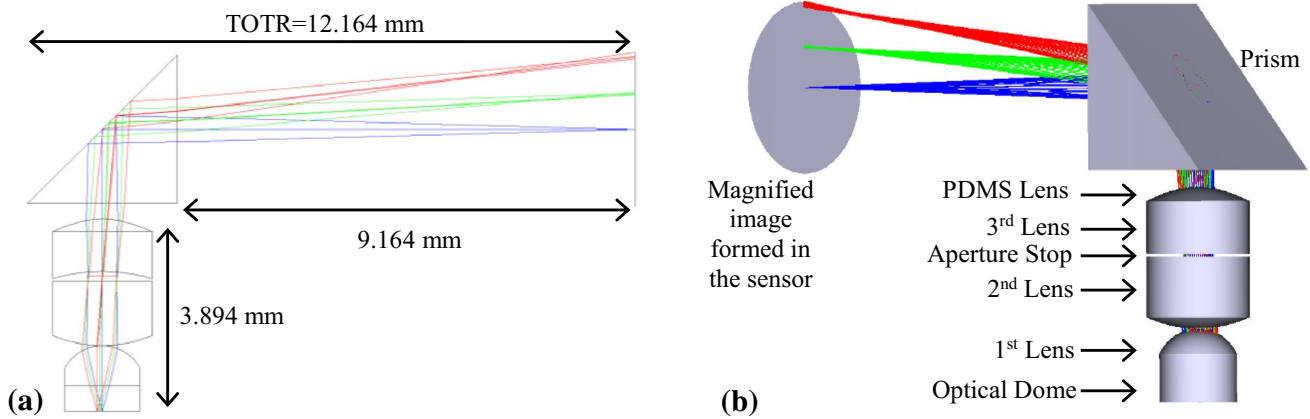 TOTR=12.164 mm
9.164 mm
3.894 mm
(a)
Prism
Magnified
image
formed in
the sensor
PDMS Lens
3rd Lens
Aperture Stop
2nd Lens
1st Lens
Optical Dome
(b)